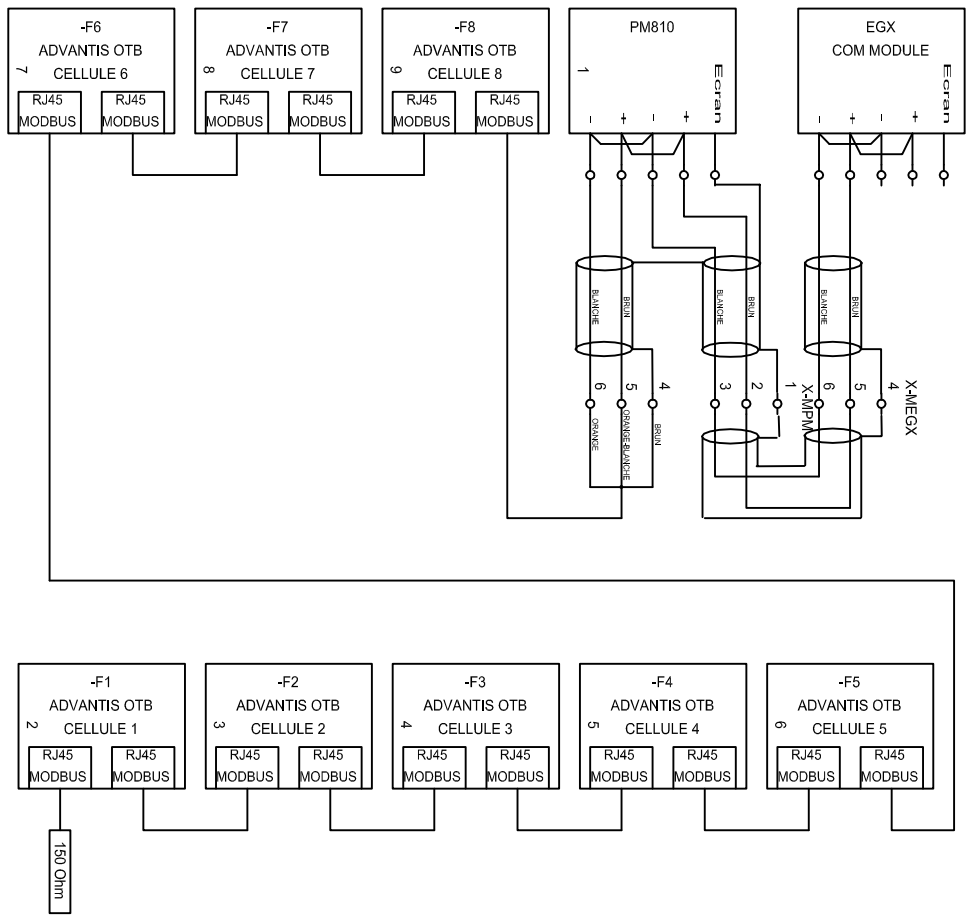 -F6
ADVANTIS OTB
CELLULE 6
7
RJ45
MODBUS
RJ45
MODBUS
-F7
ADVANTIS OTB
CELLULE 7
8
RJ45
MODBUS
RJ45
MODBUS
-F8
ADVANTIS OTB
CELLULE 8
9
RJ45
MODBUS
RJ45
MODBUS
PM810
1
Ecran
- + - +
EGX
COM MODULE
Ecran
- + - +
BLANCHE
BRUN
BLANCHE
BRUN
BLANCHE
BRUN
6
5
4
3
2
1
X-MPM
6
5
4
X-MEGX
ORANGE
ORANGE-BLANCHE
BRUN
-F1
ADVANTIS OTB
CELLULE 1
2
RJ45
MODBUS
RJ45
MODBUS
-F2
ADVANTIS OTB
CELLULE 2
3
RJ45
MODBUS
RJ45
MODBUS
-F3
ADVANTIS OTB
CELLULE 3
4
RJ45
MODBUS
RJ45
MODBUS
-F4
ADVANTIS OTB
CELLULE 4
5
RJ45
MODBUS
RJ45
MODBUS
-F5
ADVANTIS OTB
CELLULE 5
6
RJ45
MODBUS
RJ45
MODBUS
150 Ohm